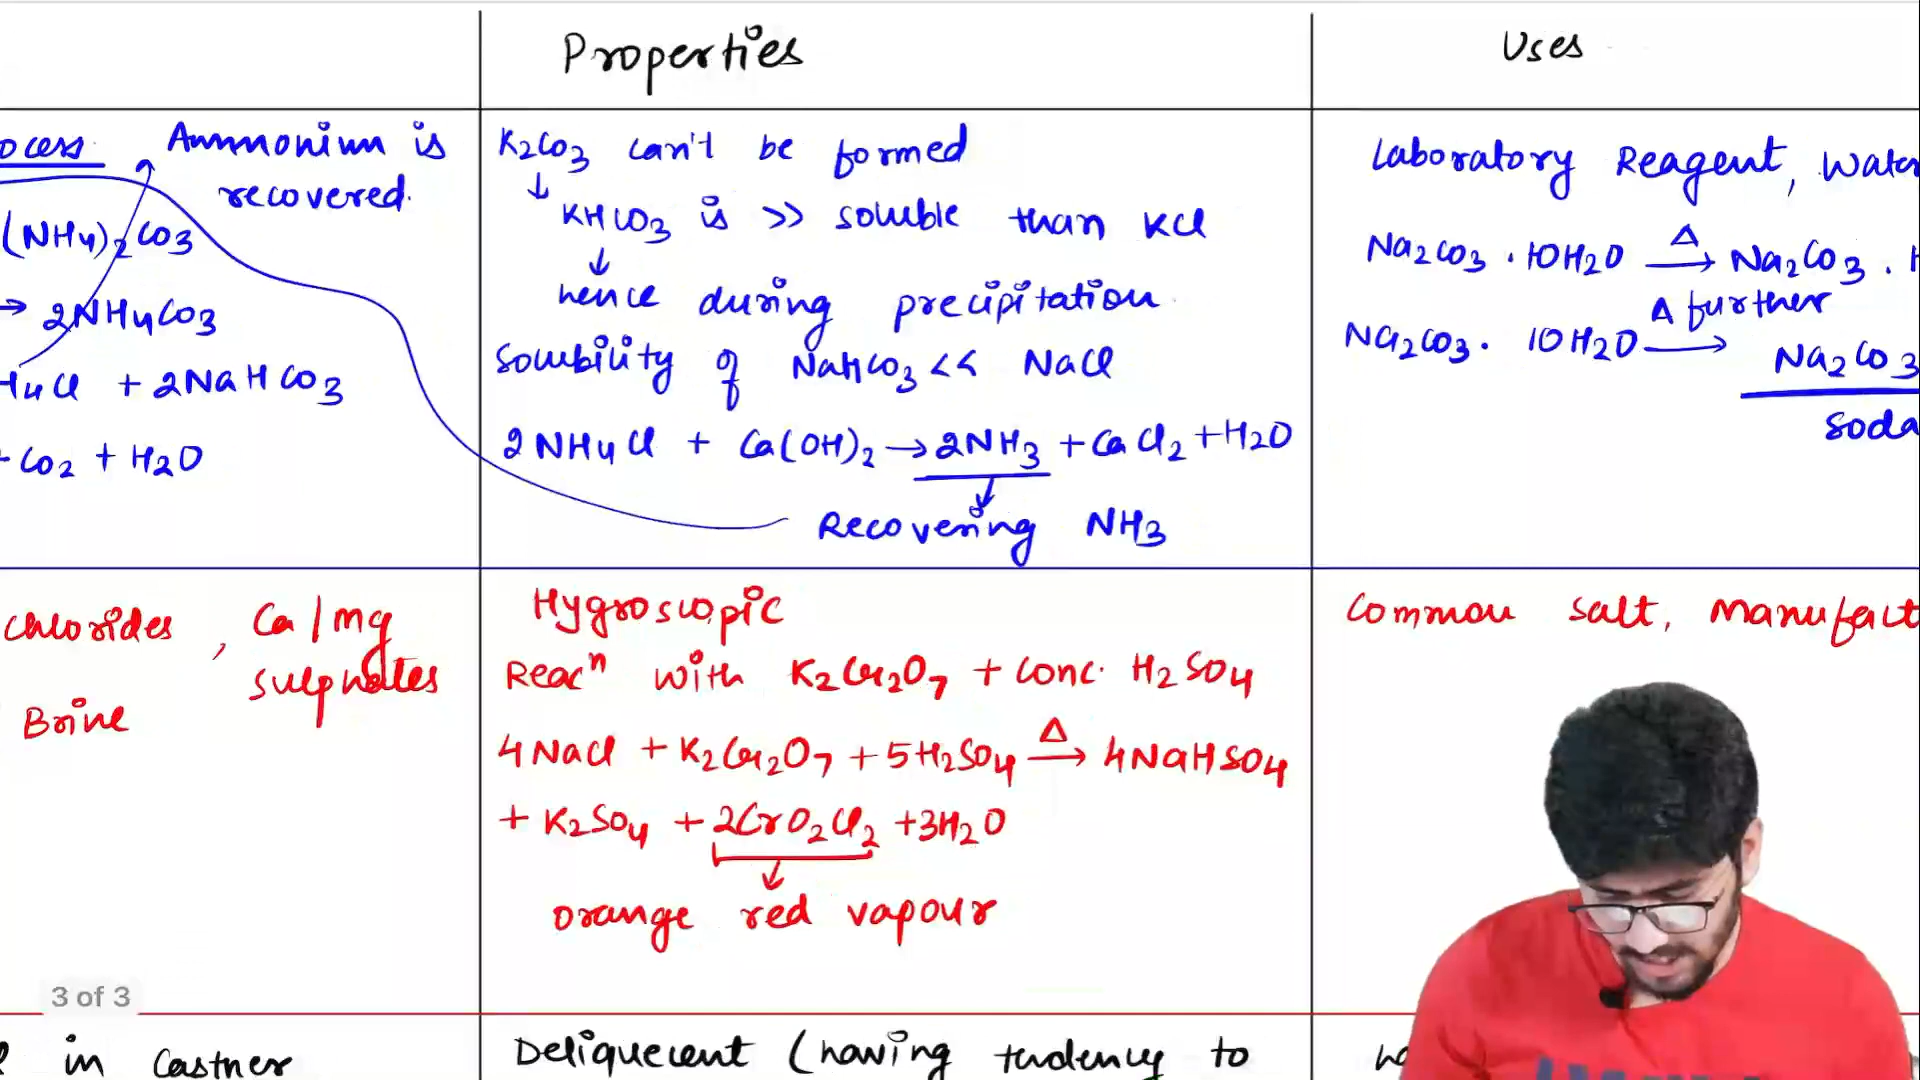 Properties
Uses
ocess Ammonium is
recovered.
(NH4)2CO3
→ 2NH4CO3
H4Cl + 2NaHCO3
+ CO2 + H2O
K2CO3 can't be formed
↓
KHCO3 is >> soluble than KCl
↓
hence during precipitation
Solubility of NaHCO3 << NaCl
2NH4Cl + Ca(OH)2 → 2NH3 + CaCl2 + H2O
Recovering NH3
Laboratory Reagent, Water
Na2CO3 · 10H2O Δ→ Na2CO3 . H
Na2CO3 · 10H2O Δ further→ Na2CO3
Soda
Chlorides, Ca/Mg
sulphates
Brine
Hygroscopic
Reacⁿ with K2Cr2O7 + conc. H2SO4
4NaCl + K2Cr2O7 + 5H2SO4 Δ→ 4NaHSO4
+ K2SO4 + 2CrO2Cl2 + 3H2O
↓
orange red vapour
Common salt, Manufact
3 of 3
in Castner
Deliquecent (having tendency to